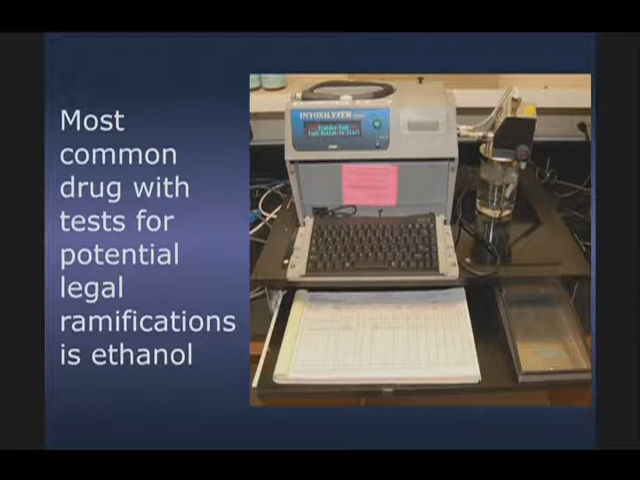 Most
common
drug with
tests for
potential
legal
ramifications
is ethanol
INTOXILYZER